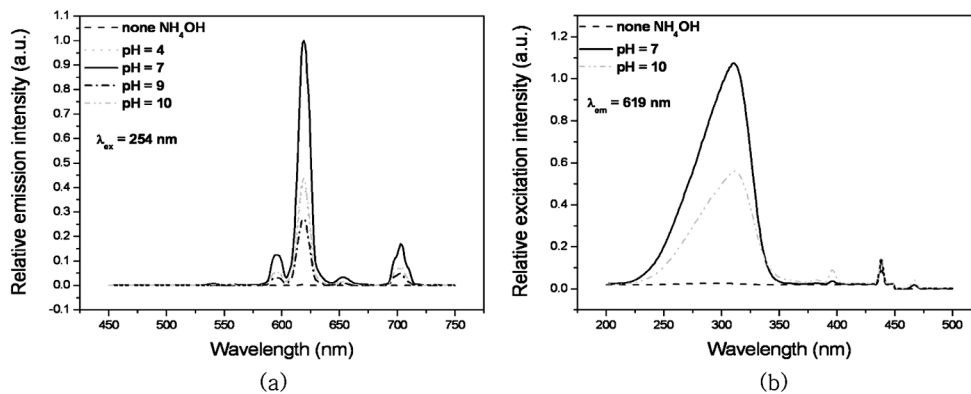 Relative emission intensity (a.u.)
1.1
1.0
0.9
0.8
0.7
0.6
0.5
0.4
0.3
0.2
0.1
0.0
-0.1
none NH4OH
pH = 4
pH = 7
pH = 9
pH = 10
λex = 254 nm
450
500
550
600
650
700
750
Wavelength (nm)
(a)
Relative excitation intensity (a.u.)
1.2
1.0
0.8
0.6
0.4
0.2
0.0
none NH4OH
pH = 7
pH = 10
λem = 619 nm
200
250
300
350
400
450
500
Wavelength (nm)
(b)